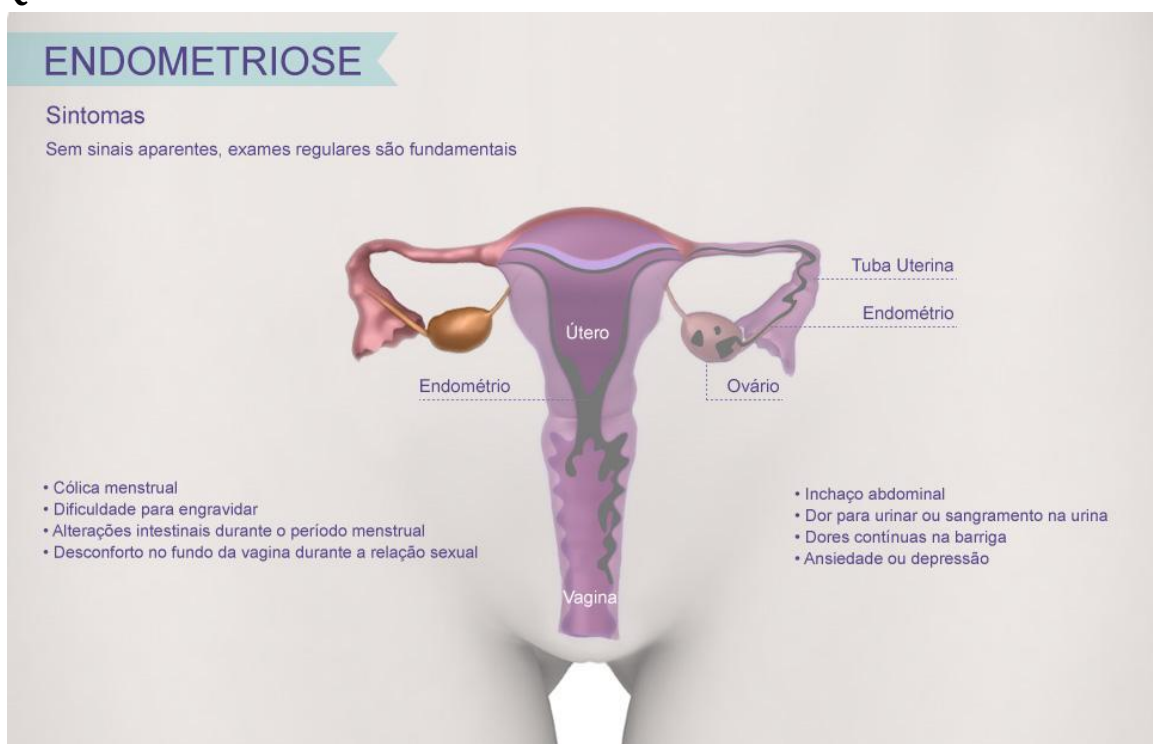 ENDOMETRIOSE
Sintomas
Sem sinais aparentes, exames regulares são fundamentais
Tuba Uterina
Endométrio
Útero
Endométrio
Ovário
• Cólica menstrual
• Dificuldade para engravidar
• Alterações intestinais durante o período menstrual
• Desconforto no fundo da vagina durante a relação sexual
• Inchaço abdominal
• Dor para urinar ou sangramento na urina
• Dores contínuas na barriga
• Ansiedade ou depressão
Vagina